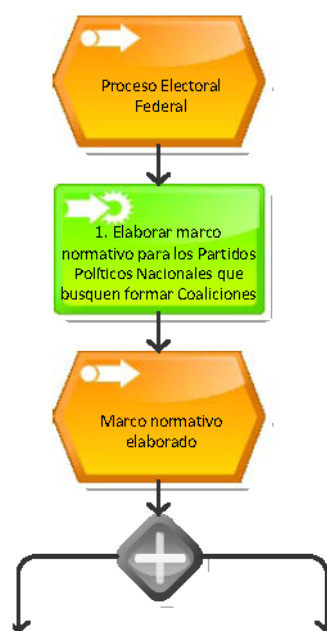 Proceso Electoral
Federal
1. Elaborar marco
normativo para los Partidos
Políticos Nacionales que
busquen formar Coaliciones
Marco normativo
elaborado